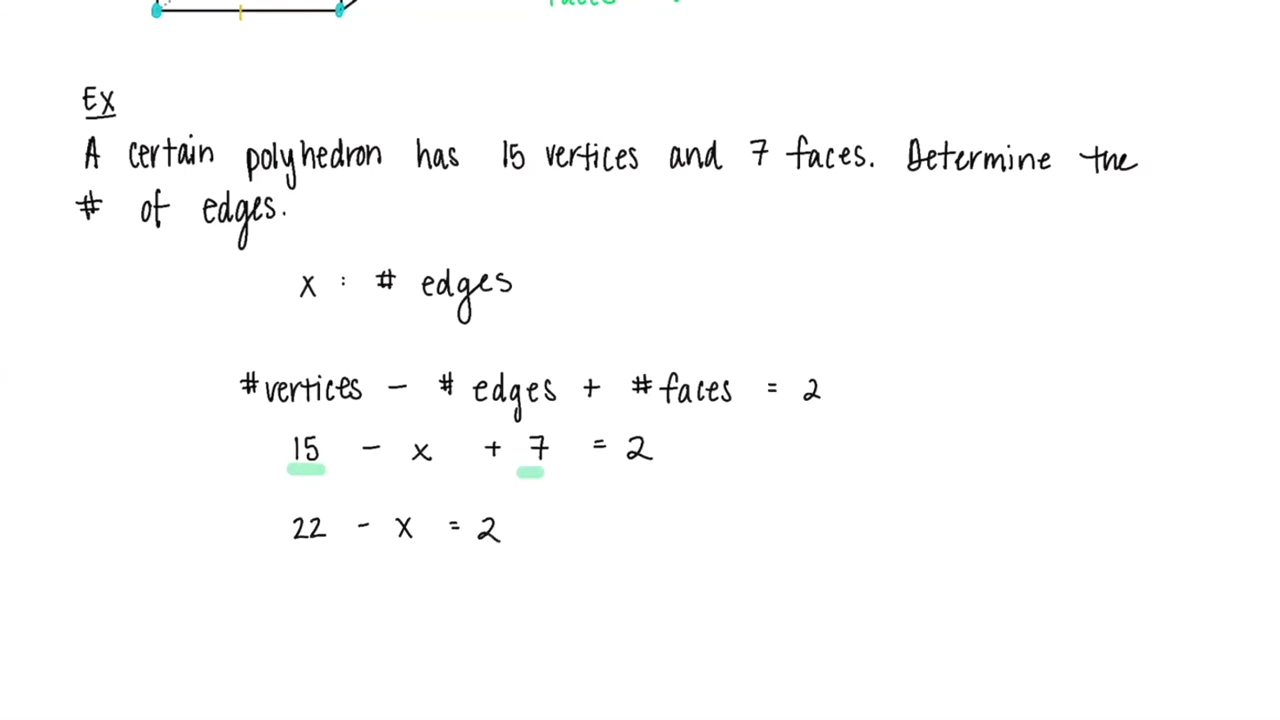 faces
Ex
A certain polyhedron has 15 vertices and 7 faces. Determine the
# of edges.
x : # edges
#vertices - # edges + #faces = 2
15 - x + 7 = 2
22 - x = 2